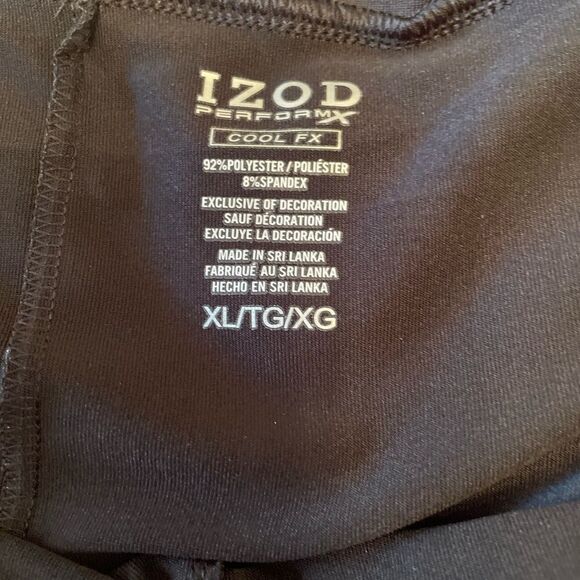 IZOD
PERFORMX
COOL FX
92%POLYESTER / POLIÉSTER
8%SPANDEX
EXCLUSIVE OF DECORATION
SAUF DÉCORATION
EXCLUYE LA DECORACIÓN
MADE IN SRI LANKA
FABRIQUÉ AU SRI LANKA
HECHO EN SRI LANKA
XL/TG/XG